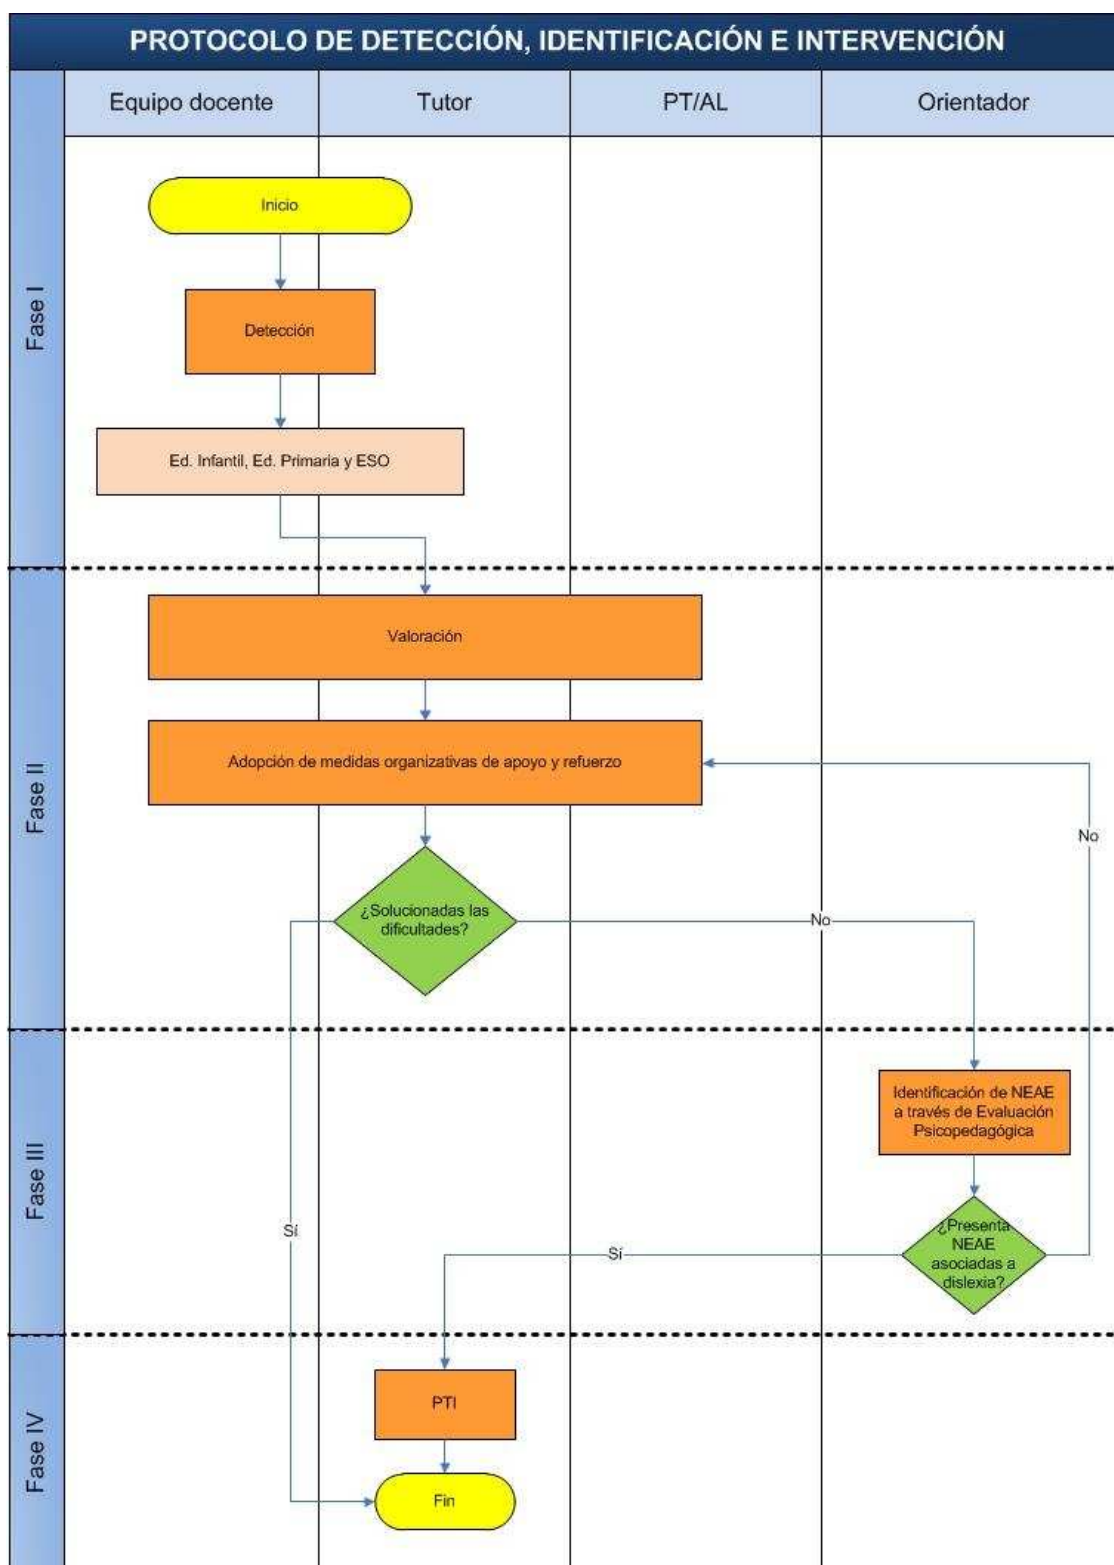 PROTOCOLO DE DETECCIÓN, IDENTIFICACIÓN E INTERVENCIÓN
Equipo docente
Tutor
PT/AL
Orientador
Fase I
Inicio
Detección
Ed. Infantil, Ed. Primaria y ESO
Fase II
Valoración
Adopción de medidas organizativas de apoyo y refuerzo
No
¿Solucionadas las
dificultades?
No
Fase III
Identificación de NEAE
a través de Evaluación
Psicopedagógica
Sí
¿Presenta
NEAE
asociadas a
dislexia?
Sí
Fase IV
PTI
Fin